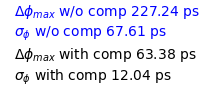 Δϕmax w/o comp 227.24 ps
σϕ w/o comp 67.61 ps
Δϕmax with comp 63.38 ps
σϕ with comp 12.04 ps